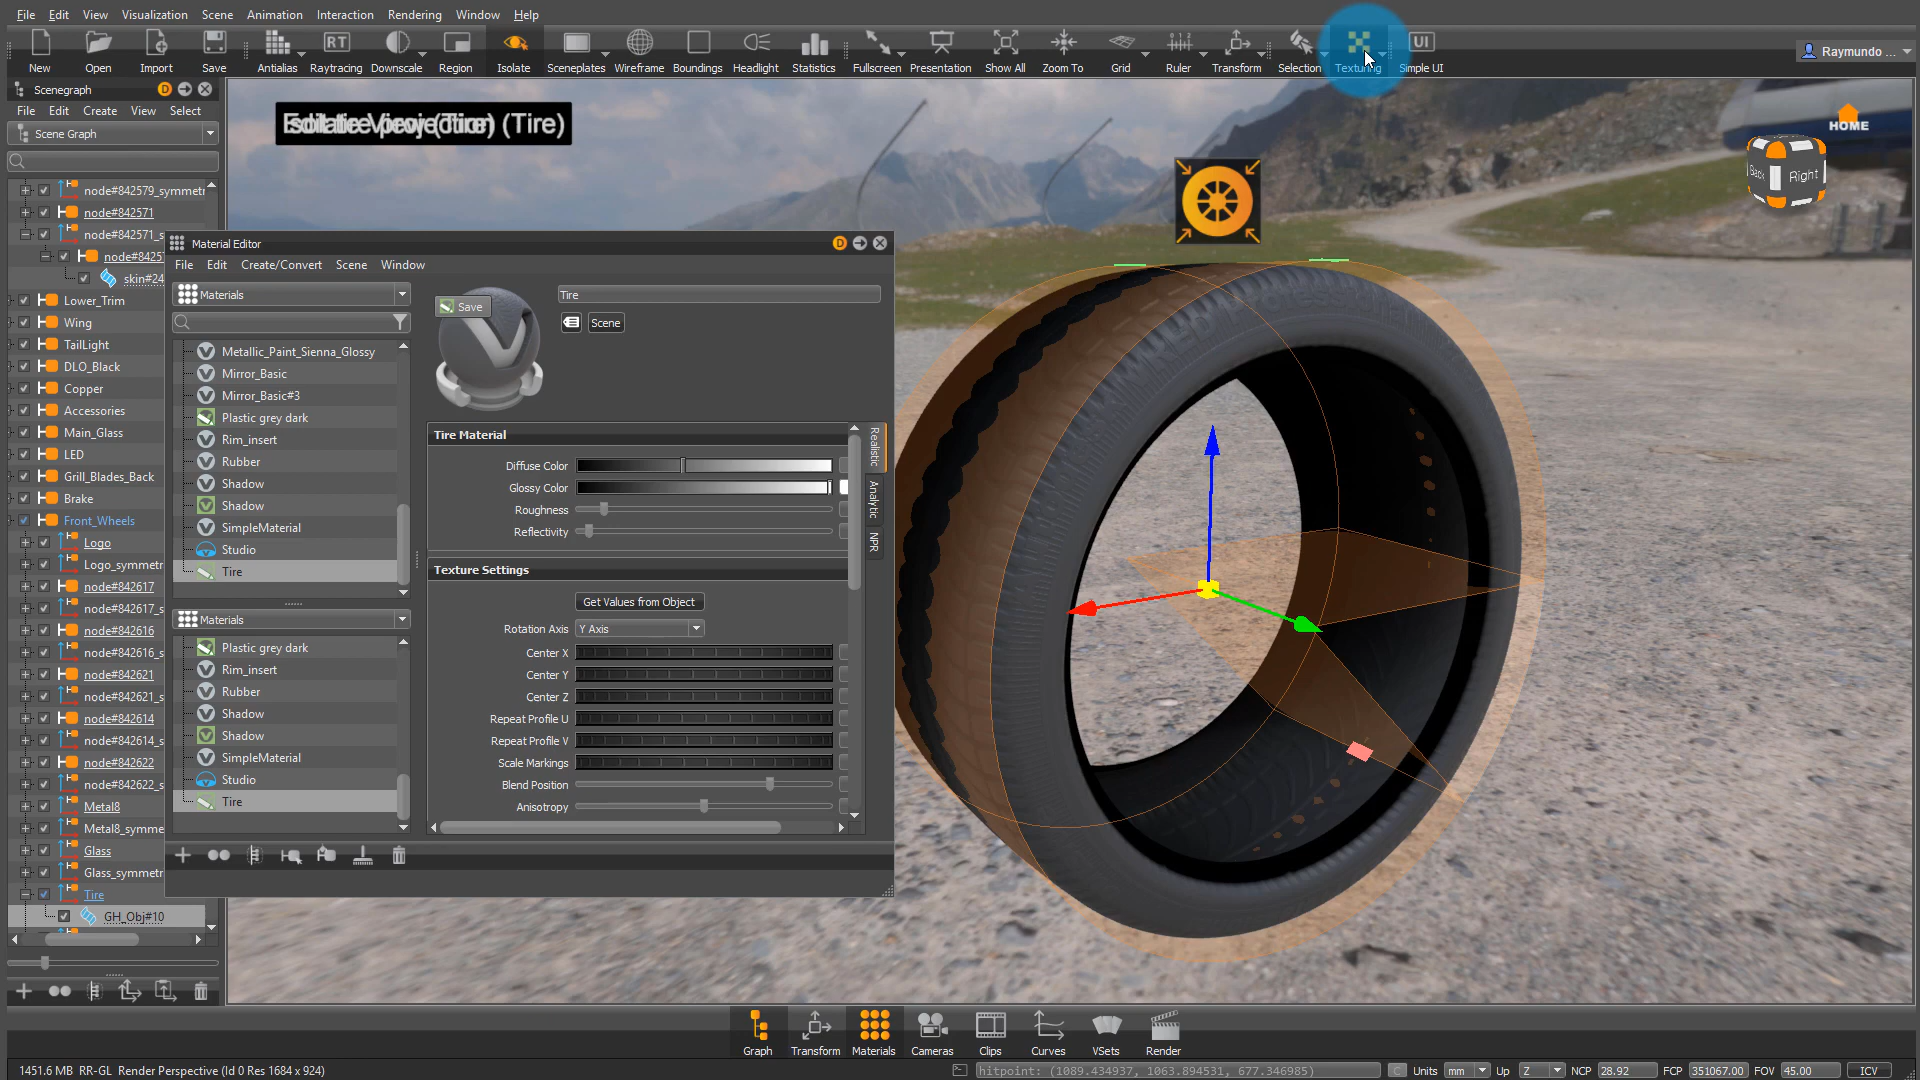 File Edit View Visualization Scene Animation Interaction Rendering Window Help
New Open Import Save Antialias Raytracing Downscale Region Isolate Sceneplates Wireframe Boundings Headlight Statistics Fullscreen Presentation Show All Zoom To Grid Ruler Transform Selection Texturing Simple UI
RT
UI
Raymundo ...
Scenegraph
D
File Edit Create View Select
Scene Graph
node#842579_symmetr
node#842571
node#842571_s
node#8425
skin#24
Lower_Trim
Wing
TailLight
DLO_Black
Copper
Accessories
Main_Glass
LED
Grill_Blades_Back
Brake
Front_Wheels
Logo
Logo_symmetr
node#842617
node#842617_s
node#842616
node#842616_s
node#842621
node#842621_s
node#842614
node#842614_s
node#842622
node#842622_s
Metal8
Metal8_symme
Glass
Glass_symmetr
Tire
GH_Obj#10
(Tire)
HOME
Back
Right
Material Editor
D
File Edit Create/Convert Scene Window
Materials
Metallic_Paint_Sienna_Glossy
Mirror_Basic
Mirror_Basic#3
Plastic grey dark
Rim_insert
Rubber
Shadow
Shadow
SimpleMaterial
Studio
Tire
Materials
Plastic grey dark
Rim_insert
Rubber
Shadow
Shadow
SimpleMaterial
Studio
Tire
Save
Tire
Scene
Tire Material
Diffuse Color
Glossy Color
Roughness
Reflectivity
Texture Settings
Get Values from Object
Rotation Axis Y Axis
Center X
Center Y
Center Z
Repeat Profile U
Repeat Profile V
Scale Markings
Blend Position
Anisotropy
Realistic
Analytic
NPR
Graph Transform Materials Cameras Clips Curves VSets Render
1451.6 MB RR-GL Render Perspective (Id 0 Res 1684 x 924)
hitpoint: (1089.434937, 1063.894531, 677.346985)
C Units mm Up Z NCP 28.92 FCP 351067.00 FOV 45.00 ICV